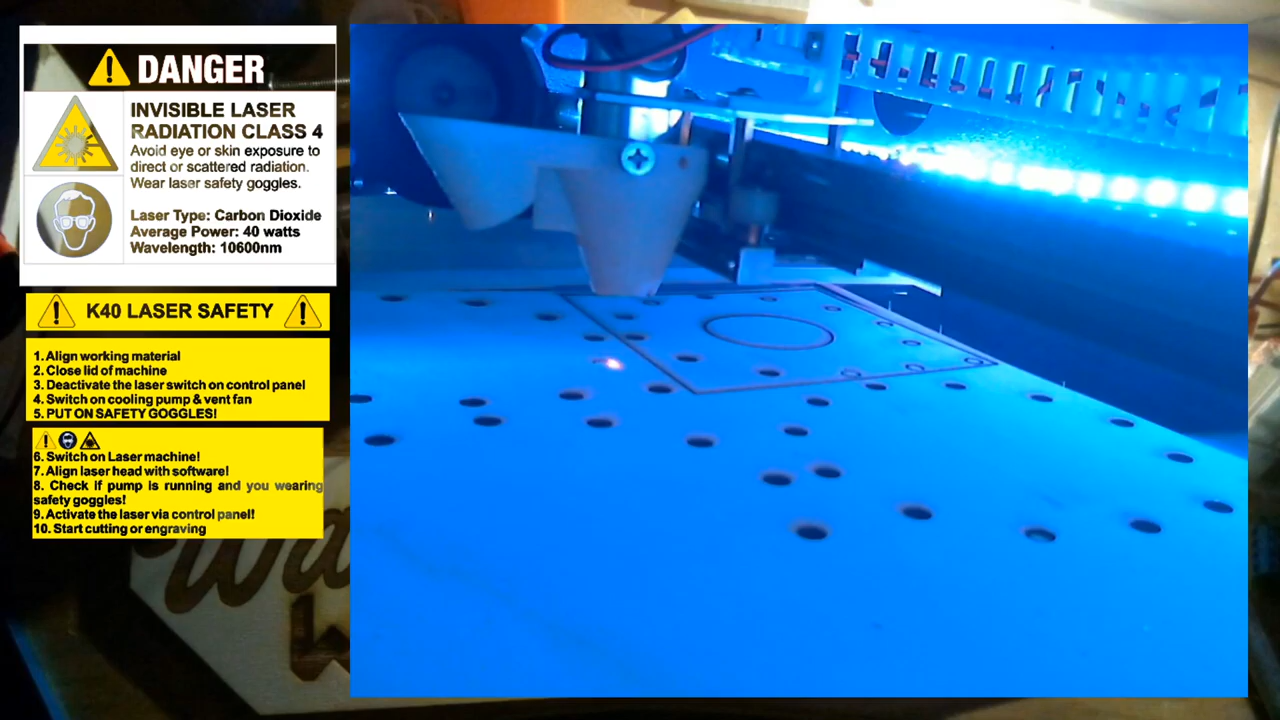 DANGER
INVISIBLE LASER
RADIATION CLASS 4
Avoid eye or skin exposure to
direct or scattered radiation.
Wear laser safety goggles.
Laser Type: Carbon Dioxide
Average Power: 40 watts
Wavelength: 10600nm
K40 LASER SAFETY
1. Align working material
2. Close lid of machine
3. Deactivate the laser switch on control panel
4. Switch on cooling pump & vent fan
5. PUT ON SAFETY GOGGLES!
6. Switch on Laser machine!
7. Align laser head with software!
8. Check if pump is running and you wearing
safety goggles!
9. Activate the laser via control panel!
10. Start cutting or engraving